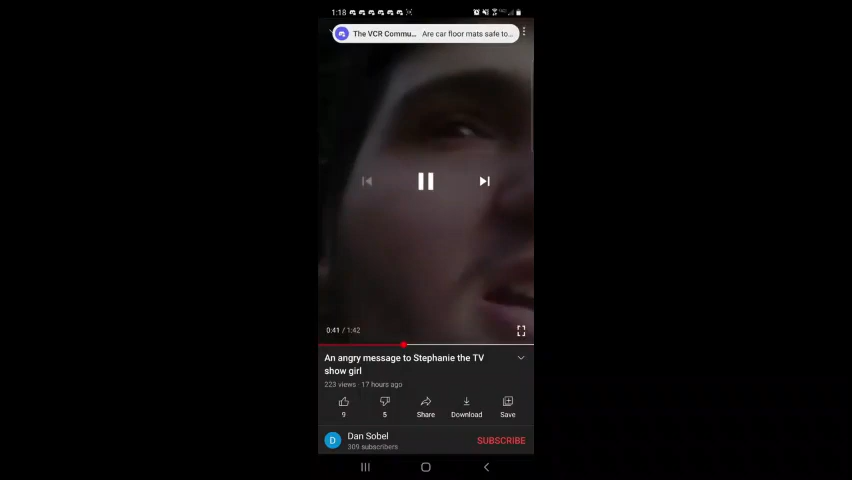 1:18
The VCR Commu... Are car floor mats safe to...
0:41 / 1:42
An angry message to Stephanie the TV
show girl
223 views · 17 hours ago
9 5 Share Download Save
D Dan Sobel SUBSCRIBE
309 subscribers